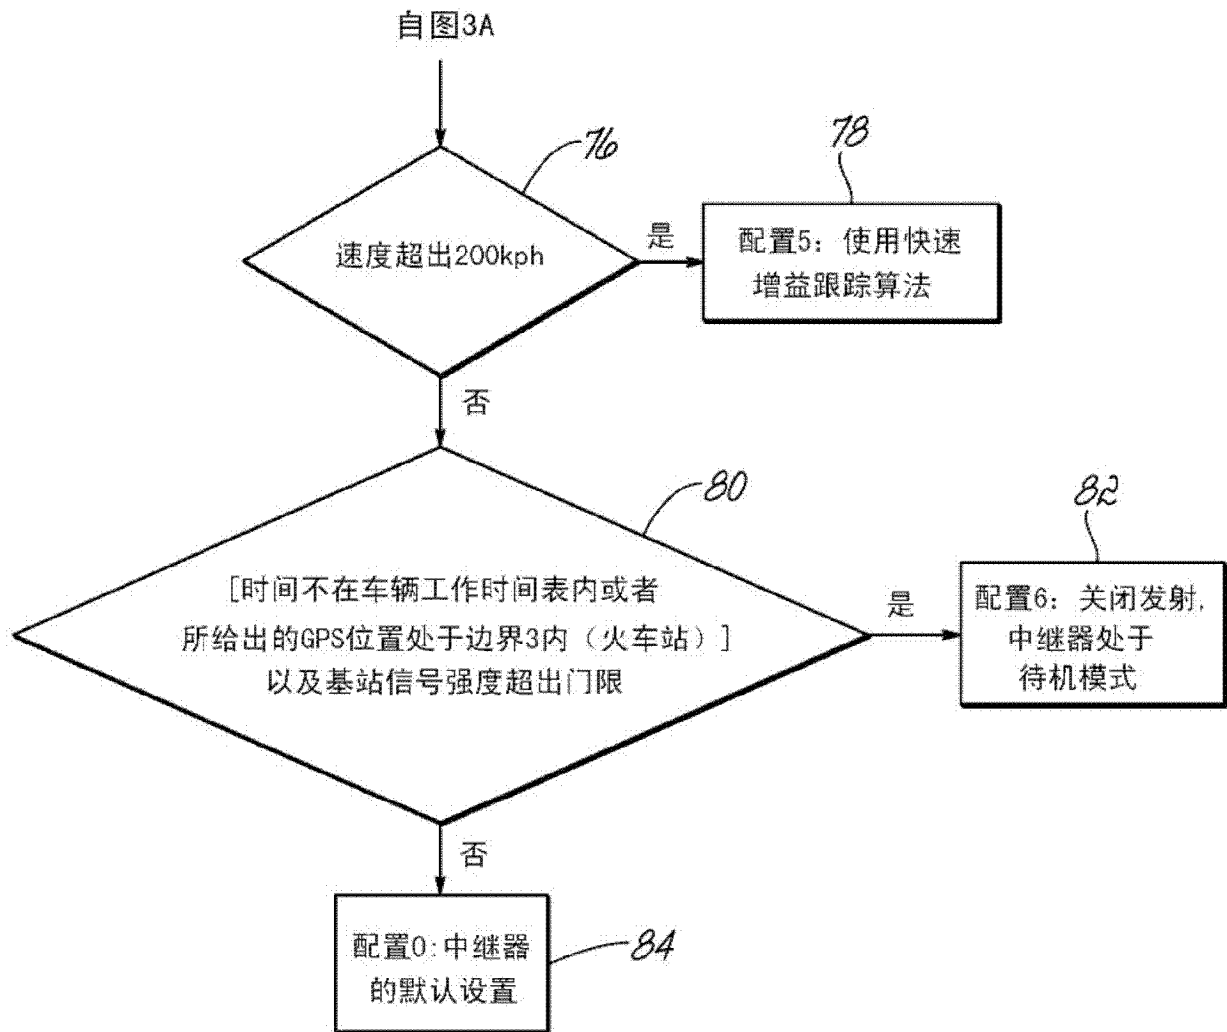 自图3A
76
78
速度超出200kph
是
配置5：使用快速
增益跟踪算法
否
80
82
[时间不在车辆工作时间表内或者
所给出的GPS位置处于边界3内（火车站）]
以及基站信号强度超出门限
是
配置6：关闭发射，
中继器处于
待机模式
否
配置0:中继器
的默认设置
84